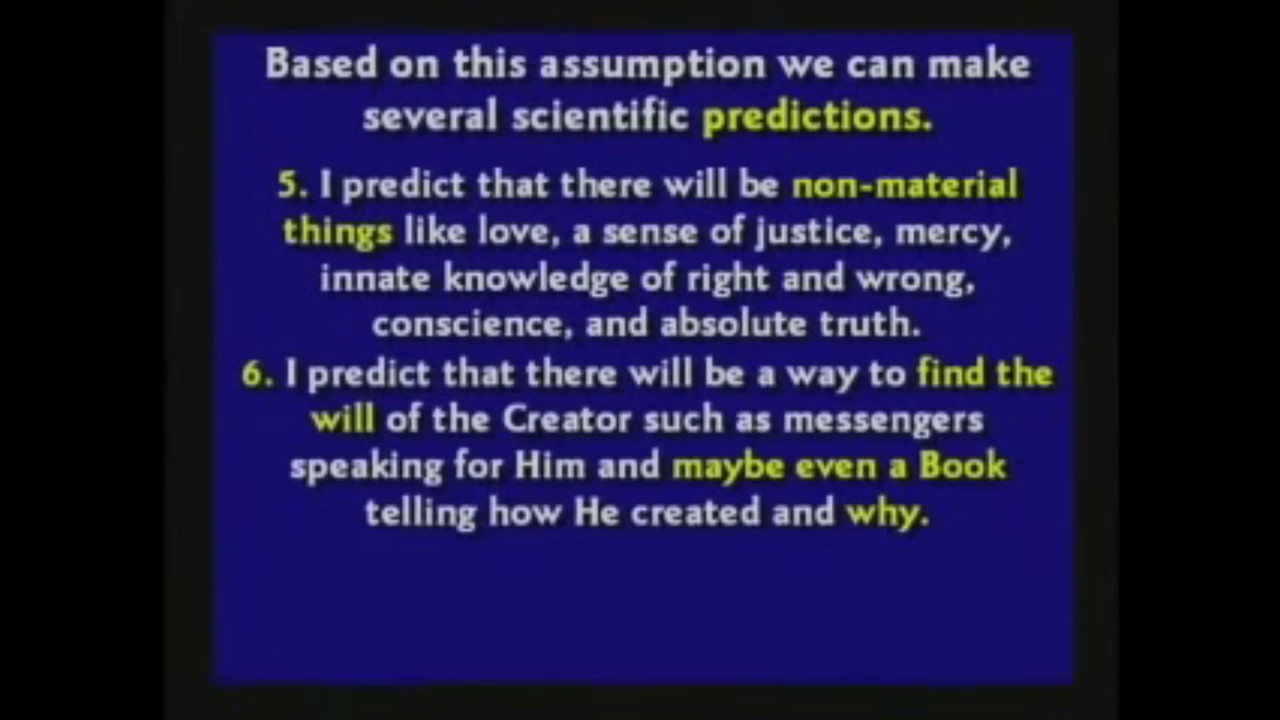 Based on this assumption we can make
several scientific predictions.
5. I predict that there will be non-material
things like love, a sense of justice, mercy,
innate knowledge of right and wrong,
conscience, and absolute truth.
6. I predict that there will be a way to find the
will of the Creator such as messengers
speaking for Him and maybe even a Book
telling how He created and why.